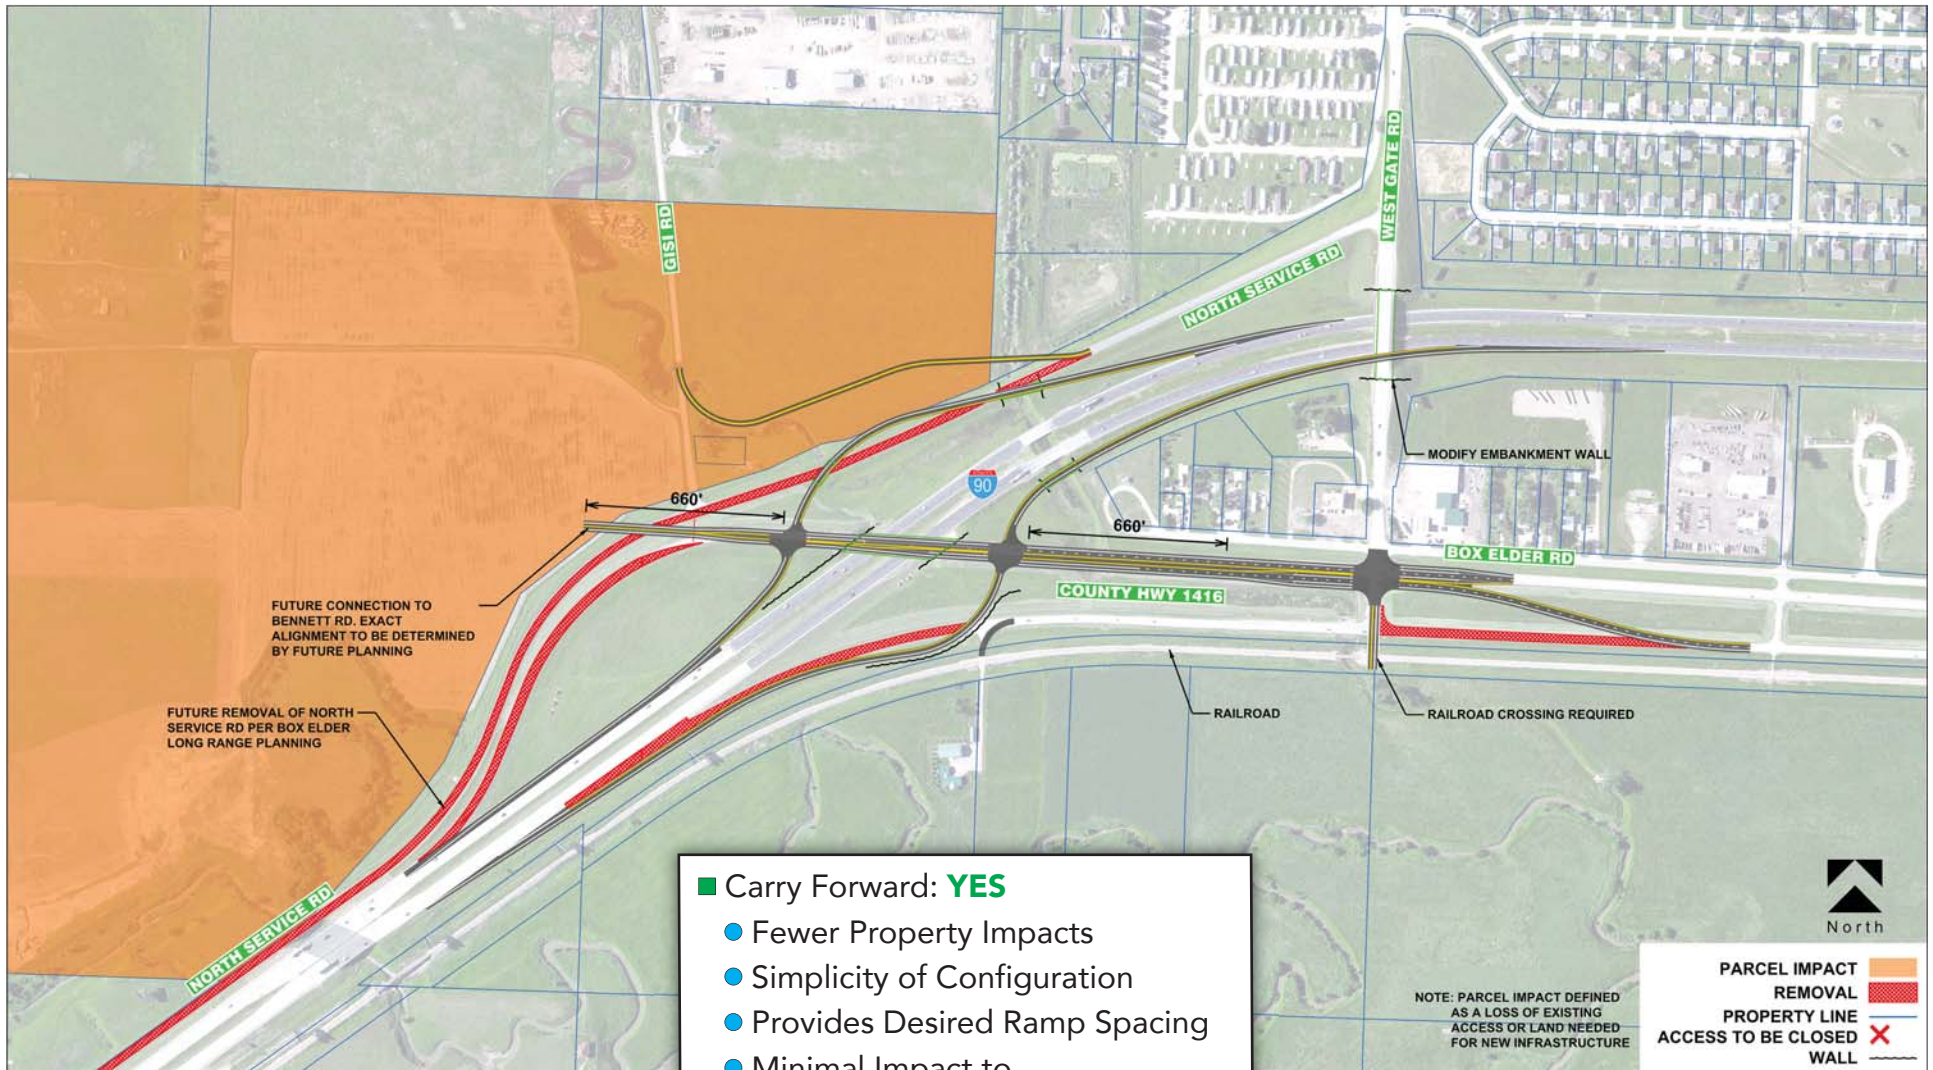 GISI RD
WEST GATE RD
NORTH SERVICE RD
MODIFY EMBANKMENT WALL
90
660'
660'
BOX ELDER RD
COUNTY HWY 1416
FUTURE CONNECTION TO
BENNETT RD. EXACT
ALIGNMENT TO BE DETERMINED
BY FUTURE PLANNING
FUTURE REMOVAL OF NORTH
SERVICE RD PER BOX ELDER
LONG RANGE PLANNING
RAILROAD
RAILROAD CROSSING REQUIRED
NORTH SERVICE RD
Carry Forward: YES
Fewer Property Impacts
Simplicity of Configuration
Provides Desired Ramp Spacing
Minimal Impact to
North
NOTE: PARCEL IMPACT DEFINED
AS A LOSS OF EXISTING
ACCESS OR LAND NEEDED
FOR NEW INFRASTRUCTURE
PARCEL IMPACT
REMOVAL
PROPERTY LINE
ACCESS TO BE CLOSED
WALL